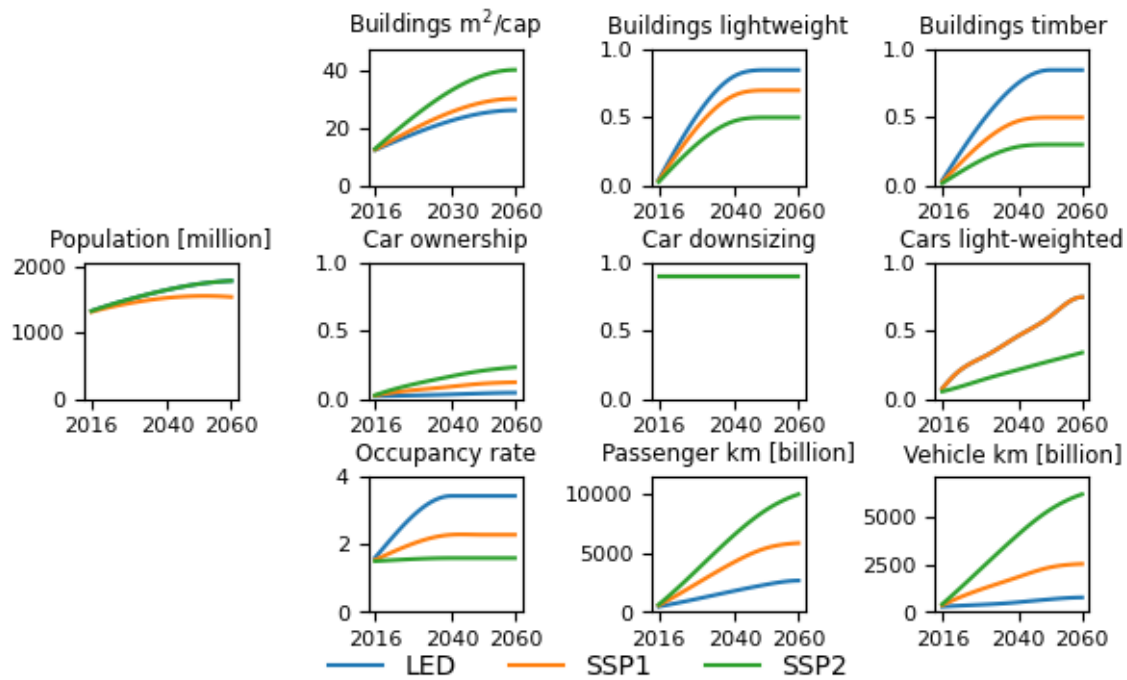 Buildings m²/cap
Buildings lightweight
Buildings timber
40
20
0
2016 2030 2060
1.0
0.5
0.0
2016 2040 2060
1.0
0.5
0.0
2016 2040 2060
Population [million]
Car ownership
Car downsizing
Cars light-weighted
2000
1000
0
2016 2040 2060
1.0
0.5
0.0
2016 2040 2060
1.0
0.5
0.0
2016 2040 2060
1.0
0.5
0.0
2016 2040 2060
Occupancy rate
Passenger km [billion]
Vehicle km [billion]
4
2
0
2016 2040 2060
10000
5000
0
2016 2040 2060
5000
2500
0
2016 2040 2060
LED SSP1 SSP2